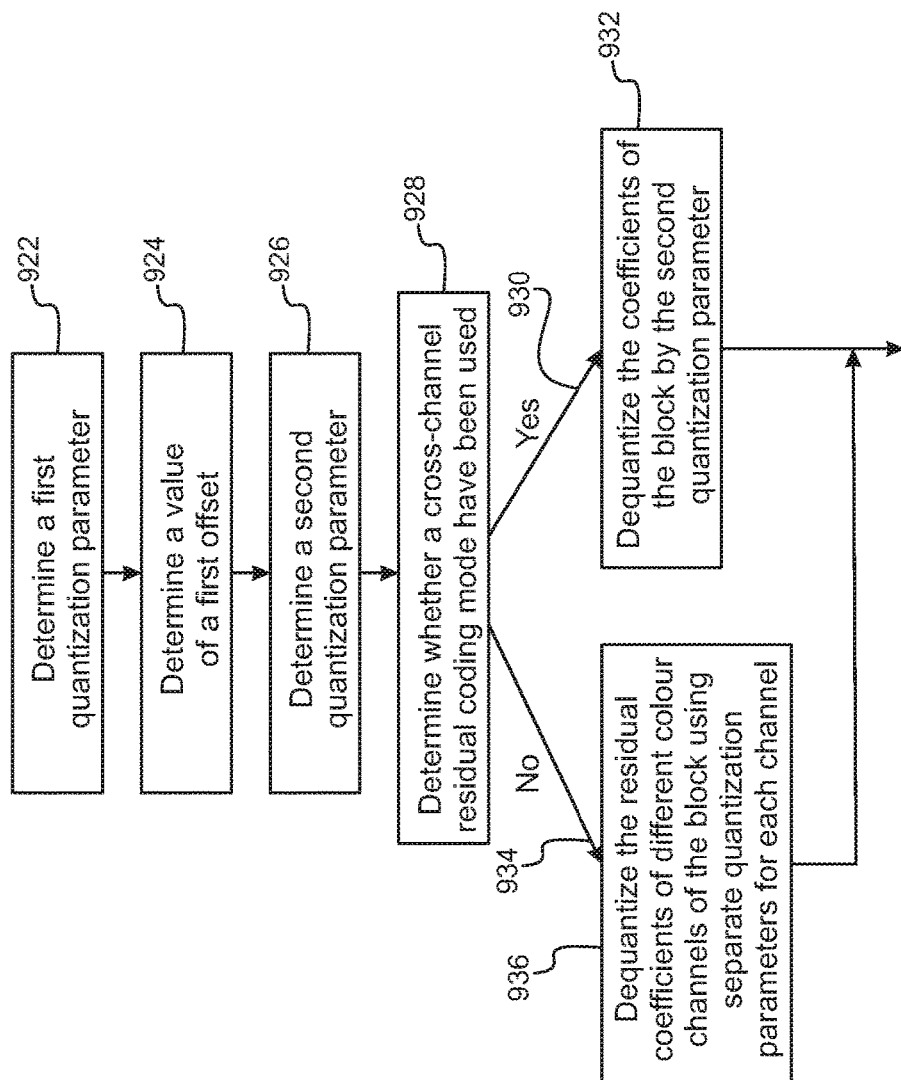 Determine a first
quantization parameter
922
Determine a value
of a first offset
924
Determine a second
quantization parameter
926
Determine whether a cross-channel
residual coding mode have been used
928
No
934
Yes
930
Dequantize the residual
coefficients of different colour
channels of the block using
separate quantization
parameters for each channel
936
Dequantize the coefficients of
the block by the second
quantization parameter
932